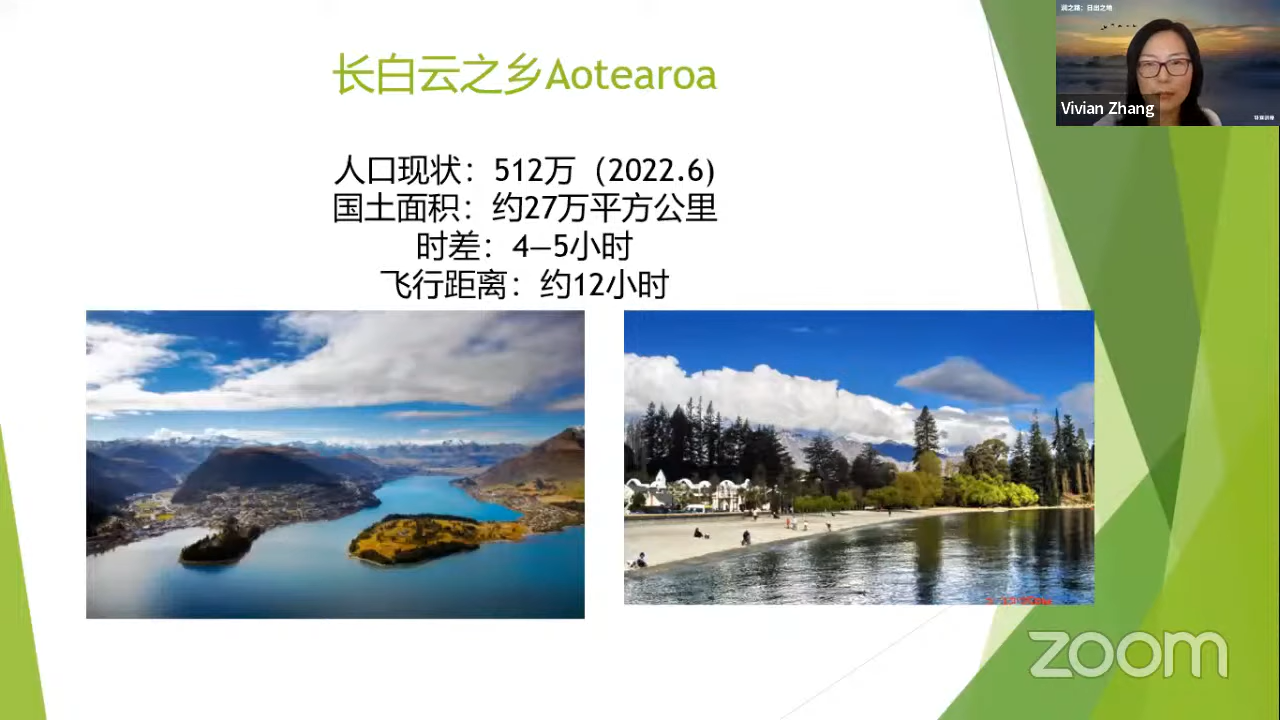 长白云之乡Aotearoa
人口现状：512万（2022.6)
国土面积：约27万平方公里
时差：4—5小时
飞行距离：约12小时
Vivian Zhang
zoom